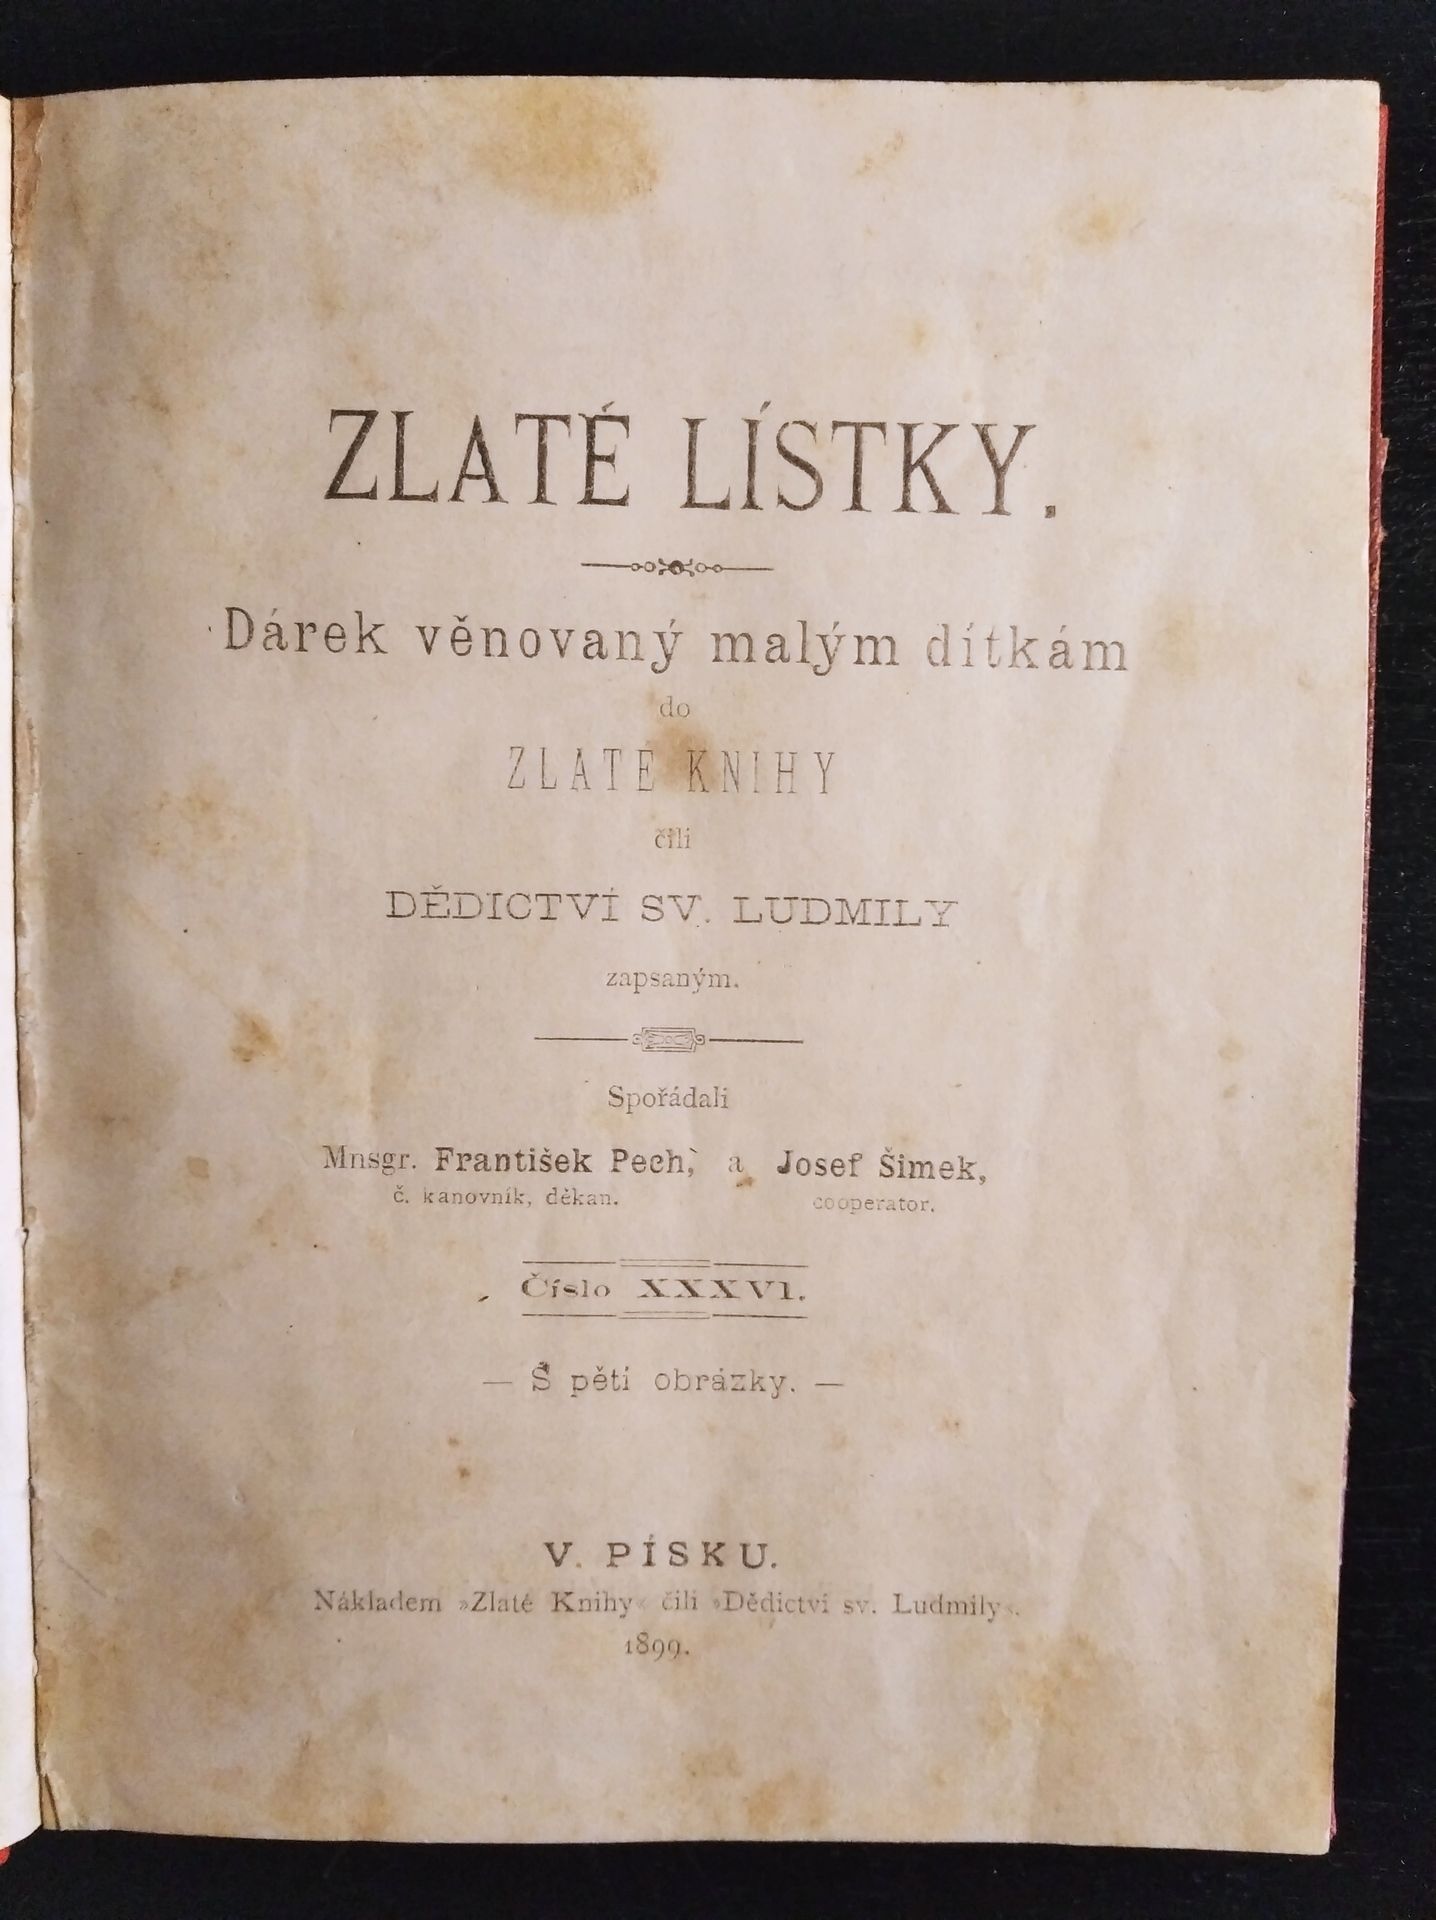 ZLATÉ LÍSTKY.
Dárek věnovaný malým dítkám
do
ZLATÉ KNIHY
čili
DĚDICTVÍ SV. LUDMILY
zapsaným.
Spořádali
Mnsgr. František Pech, a Josef Šimek,
č. kanovník, děkan. cooperator.
Číslo XXXVI.
— S pěti obrázky. —
V PÍSKU.
Nákladem »Zlaté Knihy« čili »Dědictví sv. Ludmily«.
1899.